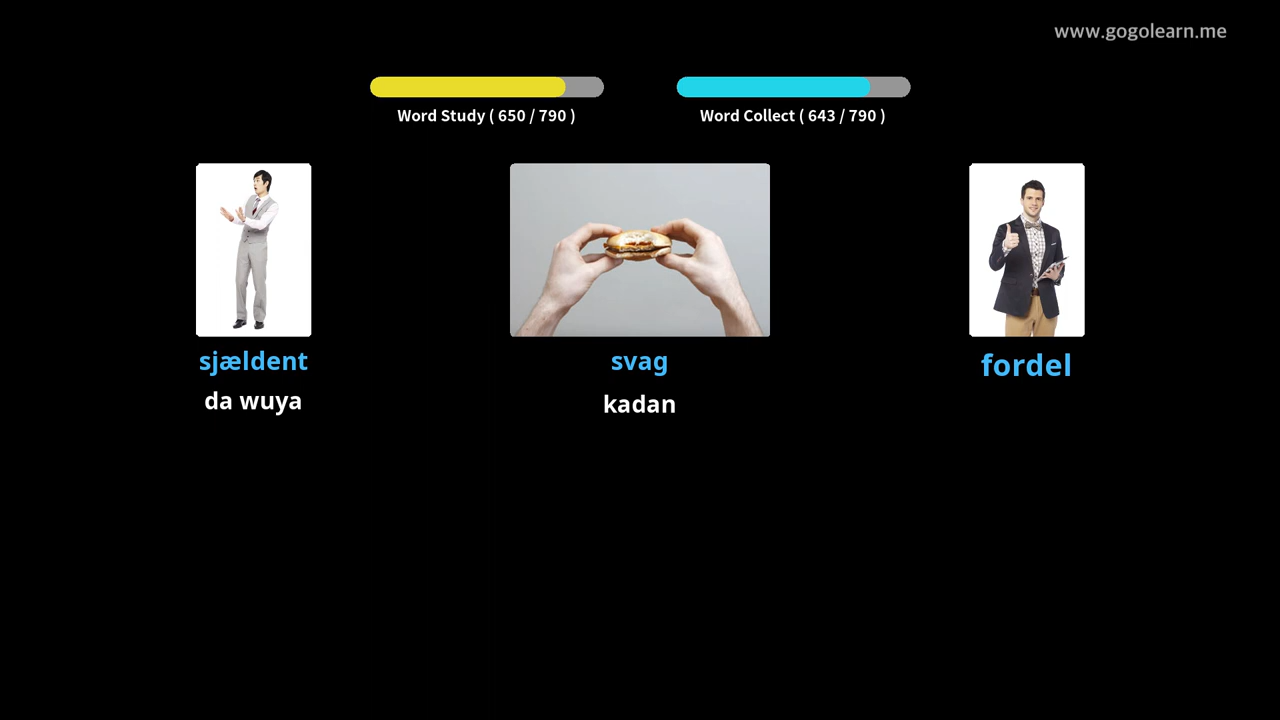 www.gogolearn.me
Word Study ( 650 / 790 )
Word Collect ( 643 / 790 )
sjældent
svag
fordel
da wuya
kadan